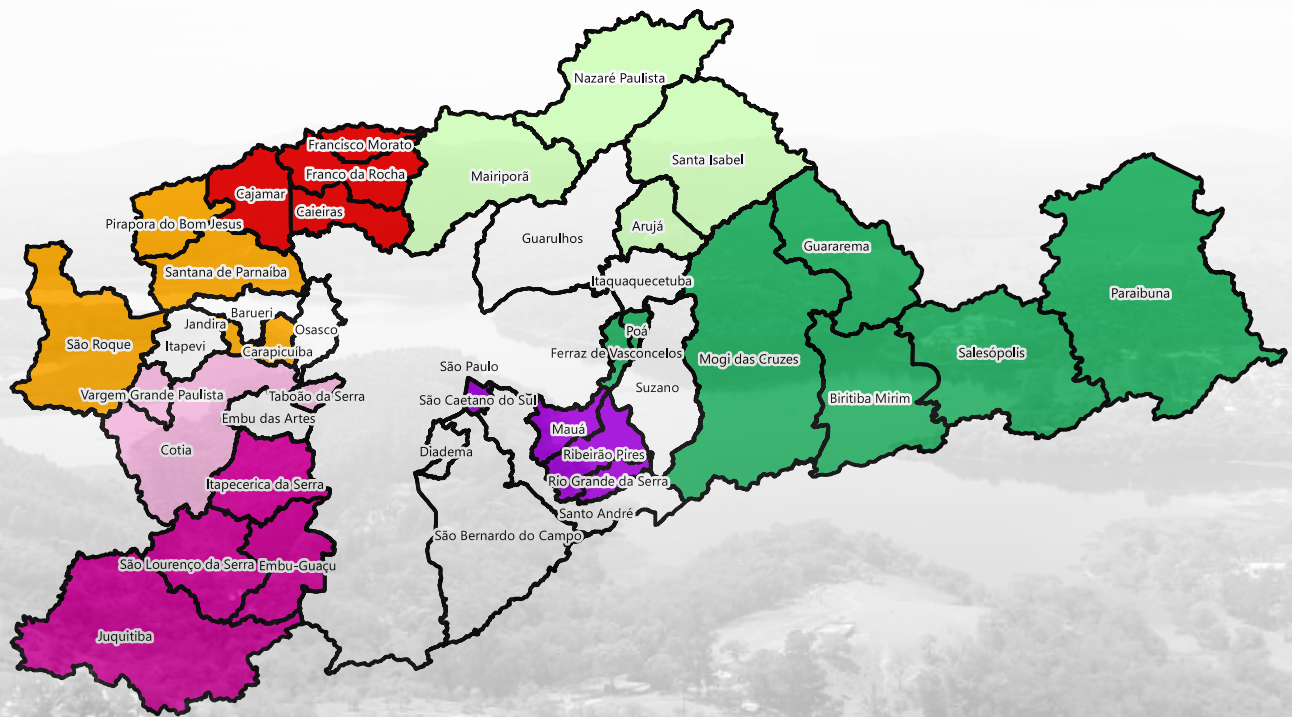 Nazaré Paulista
Francisco Morato
Santa Isabel
Franco da Rocha
Mairiporã
Cajamar
Caieiras
Pirapora do Bom Jesus
Arujá
Guarulhos
Guararema
Santana de Parnaíba
Itaquaquecetuba
Paraibuna
Barueri
Jandira
Osasco
Poá
São Roque
Itapevi
Carapicuíba
Ferraz de Vasconcelos
Mogi das Cruzes
Salesópolis
São Paulo
Suzano
Vargem Grande Paulista
Taboão da Serra
São Caetano do Sul
Biritiba Mirim
Embu das Artes
Mauá
Cotia
Diadema
Ribeirão Pires
Itapecerica da Serra
Rio Grande da Serra
Santo André
São Bernardo do Campo
São Lourenço da Serra
Embu-Guaçu
Juquitiba